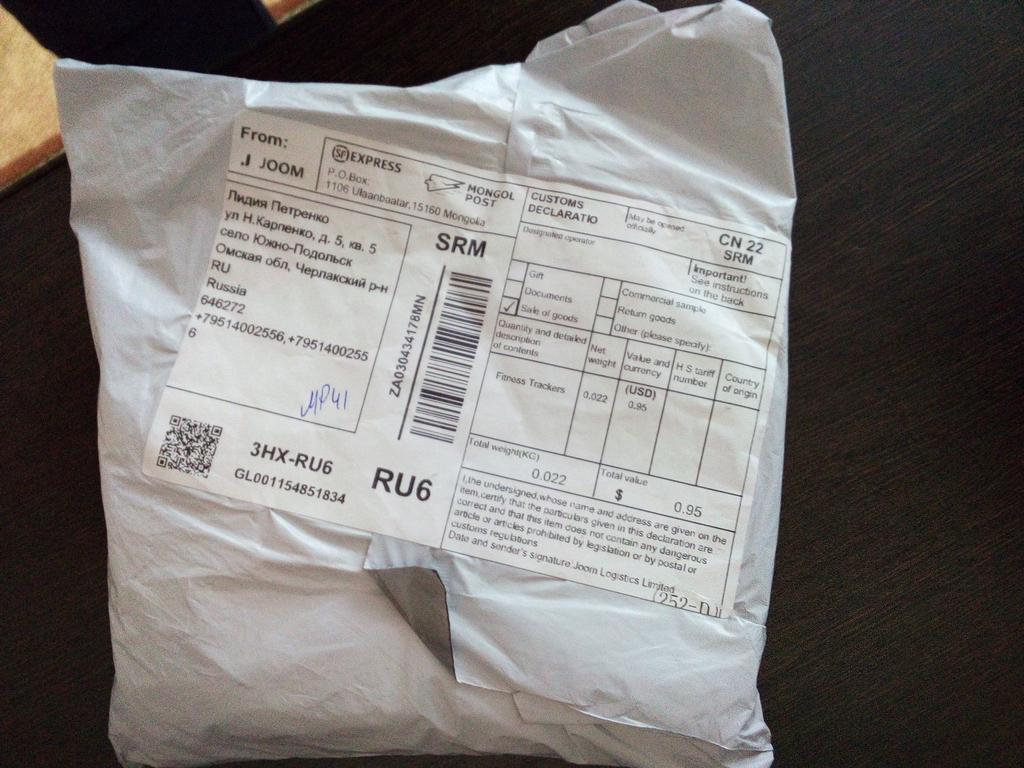 From:
J JOOM
SF EXPRESS
P.O.Box:
1106 Ulaanbaatar,15160 Mongolia
MONGOL
POST
Лидия Петренко
ул Н.Карпенко, д. 5, кв. 5
село Южно-Подольск
Омская обл, Черлакский р-н
RU
Russia
646272
+79514002556,+7951400255
6
МРЧ1
SRM
ZA030434178MN
3HX-RU6
GL001154851834
RU6
CUSTOMS
DECLARATIO
May be opened
officially
CN 22
SRM
Designated operator
Important!
See instructions
on the back
Gift
Documents
✓ Sale of goods
Commercial sample
Return goods
Other (please specify):
Quantity and detailed
description
of contents
Net
weight
Value and
currency
H S tariff
number
Country
of origin
(USD)
Fitness Trackers
0.022
0.95
Total weight(KG)
0.022
Total value
$ 0.95
I,the undersigned,whose name and address are given on the
item,certify that the particulars given in this declaration are
correct and that this item does not contain any dangerous
article or articles prohibited by legislation or by postal or
customs regulations
Date and sender's signature:Joom Logistics Limited
252-D